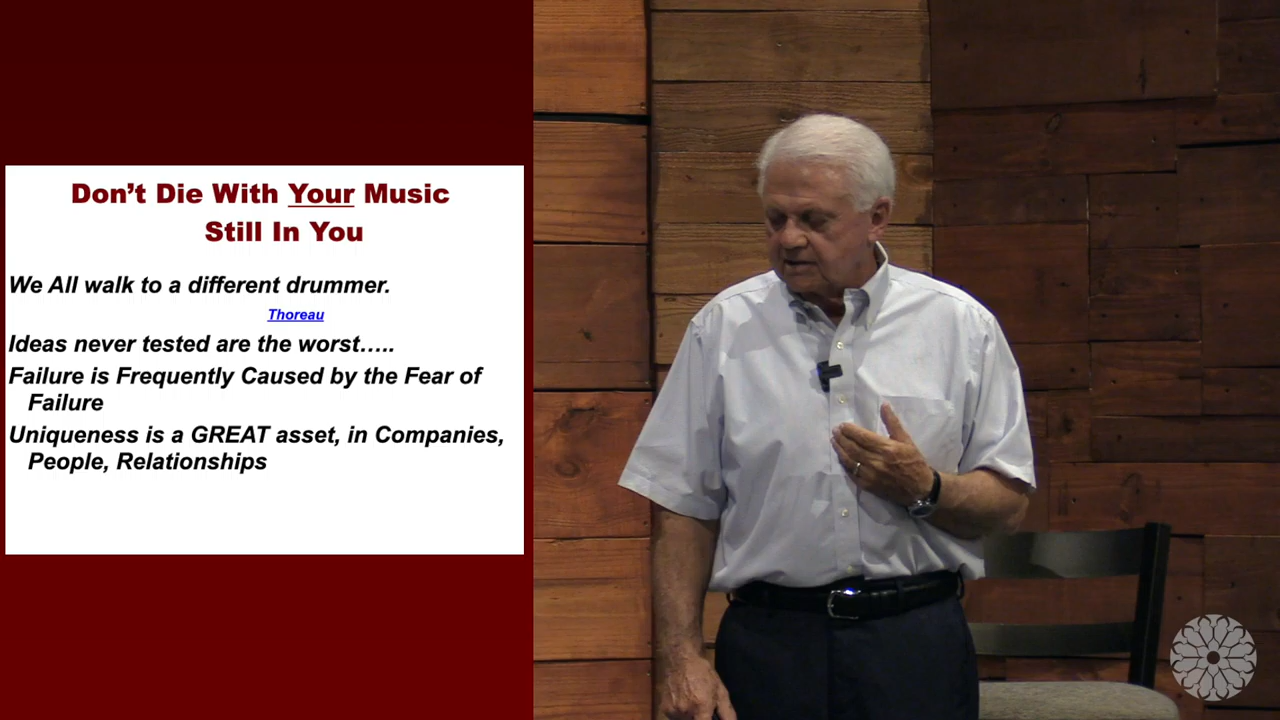 Don’t Die With Your Music
Still In You
We All walk to a different drummer.
Thoreau
Ideas never tested are the worst…..
Failure is Frequently Caused by the Fear of
Failure
Uniqueness is a GREAT asset, in Companies,
People, Relationships